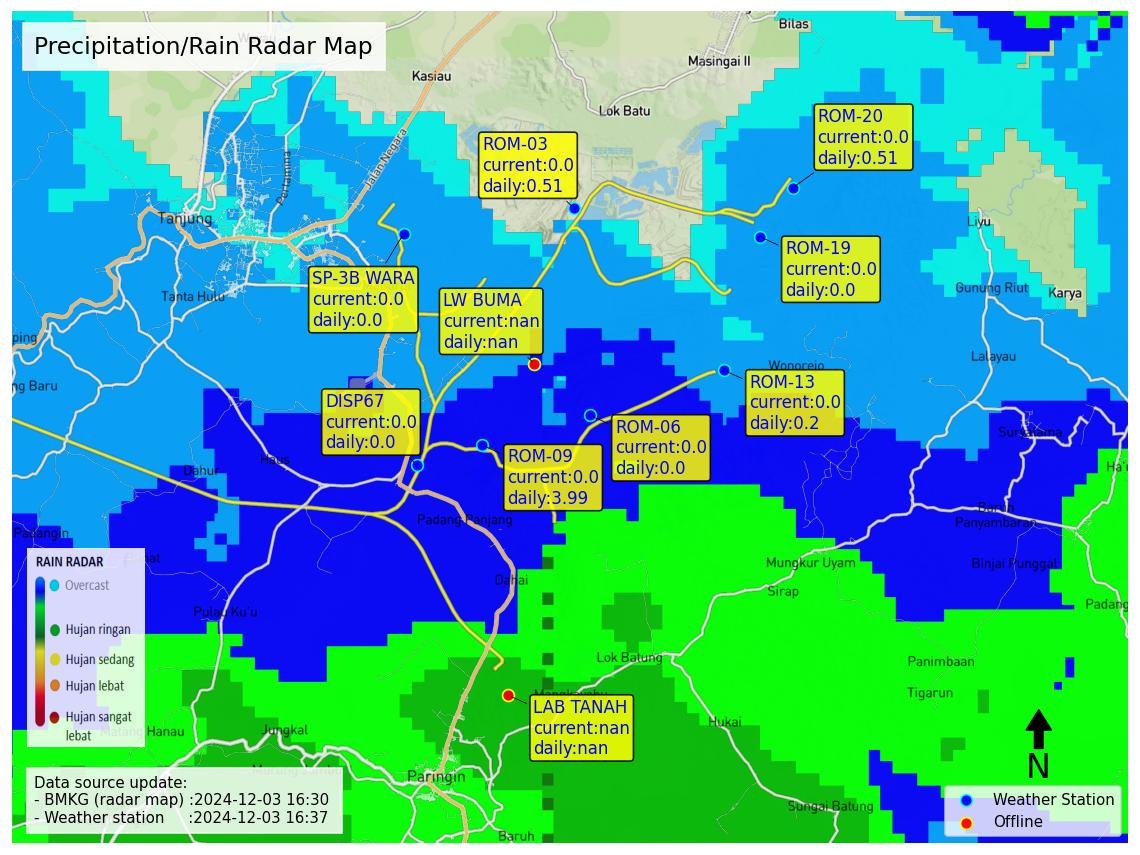 Precipitation/Rain Radar Map
Bilas
Masingai II
Kasiau
Lok Batu
Jalan Negara
Pertamina
Tanjung
Tanta Hulu
ping
ng Baru
ROM-03
current:0.0
daily:0.51
ROM-20
current:0.0
daily:0.51
ROM-19
current:0.0
daily:0.0
Liyu
Gunung Riut
Karya
Lalayau
SP-3B WARA
current:0.0
daily:0.0
LW BUMA
current:nan
daily:nan
Wonorejo
ROM-13
current:0.0
daily:0.2
DISP67
current:0.0
daily:0.0
ROM-06
current:0.0
daily:0.0
ROM-09
current:0.0
daily:3.99
Suryatama
Haus
Dahur
Padangin
Padang Panjang
Dahai
Pulau Ku'u
Baruh
Panyambaran
Binjai Punggal
Mungkur Uyam
Sirap
Padang
Lok Batung
Panimbaan
Tigarun
Hukai
Sungai Batung
Mangkayahu
LAB TANAH
current:nan
daily:nan
Jungkal
Matang Hanau
Paringin
Baruh
RAIN RADAR
Overcast
Hujan ringan
Hujan sedang
Hujan lebat
Hujan sangat
lebat
Data source update:
- BMKG (radar map) :2024-12-03 16:30
- Weather station :2024-12-03 16:37
N
Weather Station
Offline